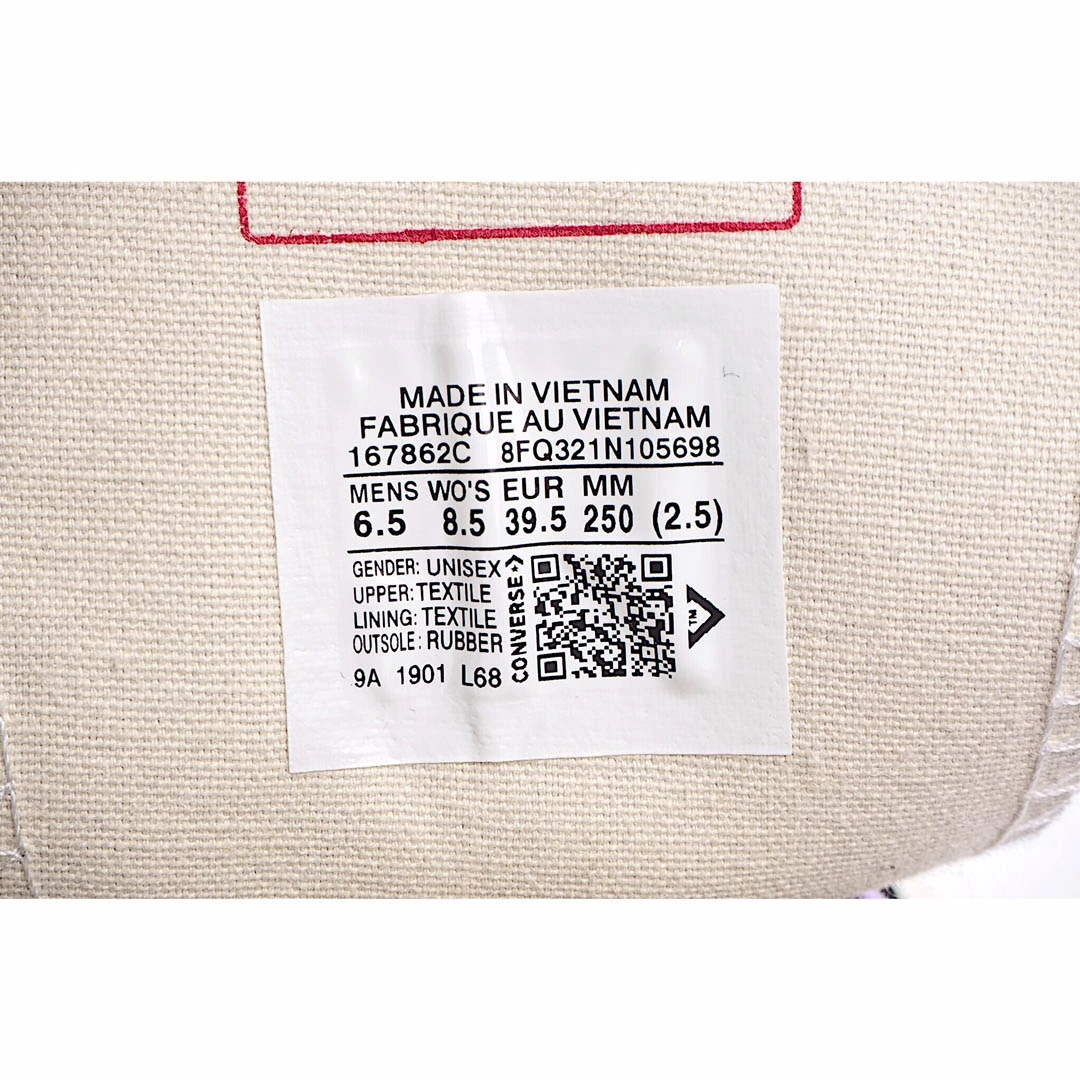 MADE IN VIETNAM
FABRIQUE AU VIETNAM
167862C 8FQ321N105698
MENS WO'S EUR MM
6.5 8.5 39.5 250 (2.5)
GENDER: UNISEX
UPPER: TEXTILE
LINING: TEXTILE
OUTSOLE: RUBBER
9A 1901 L68
CONVERSE
TM